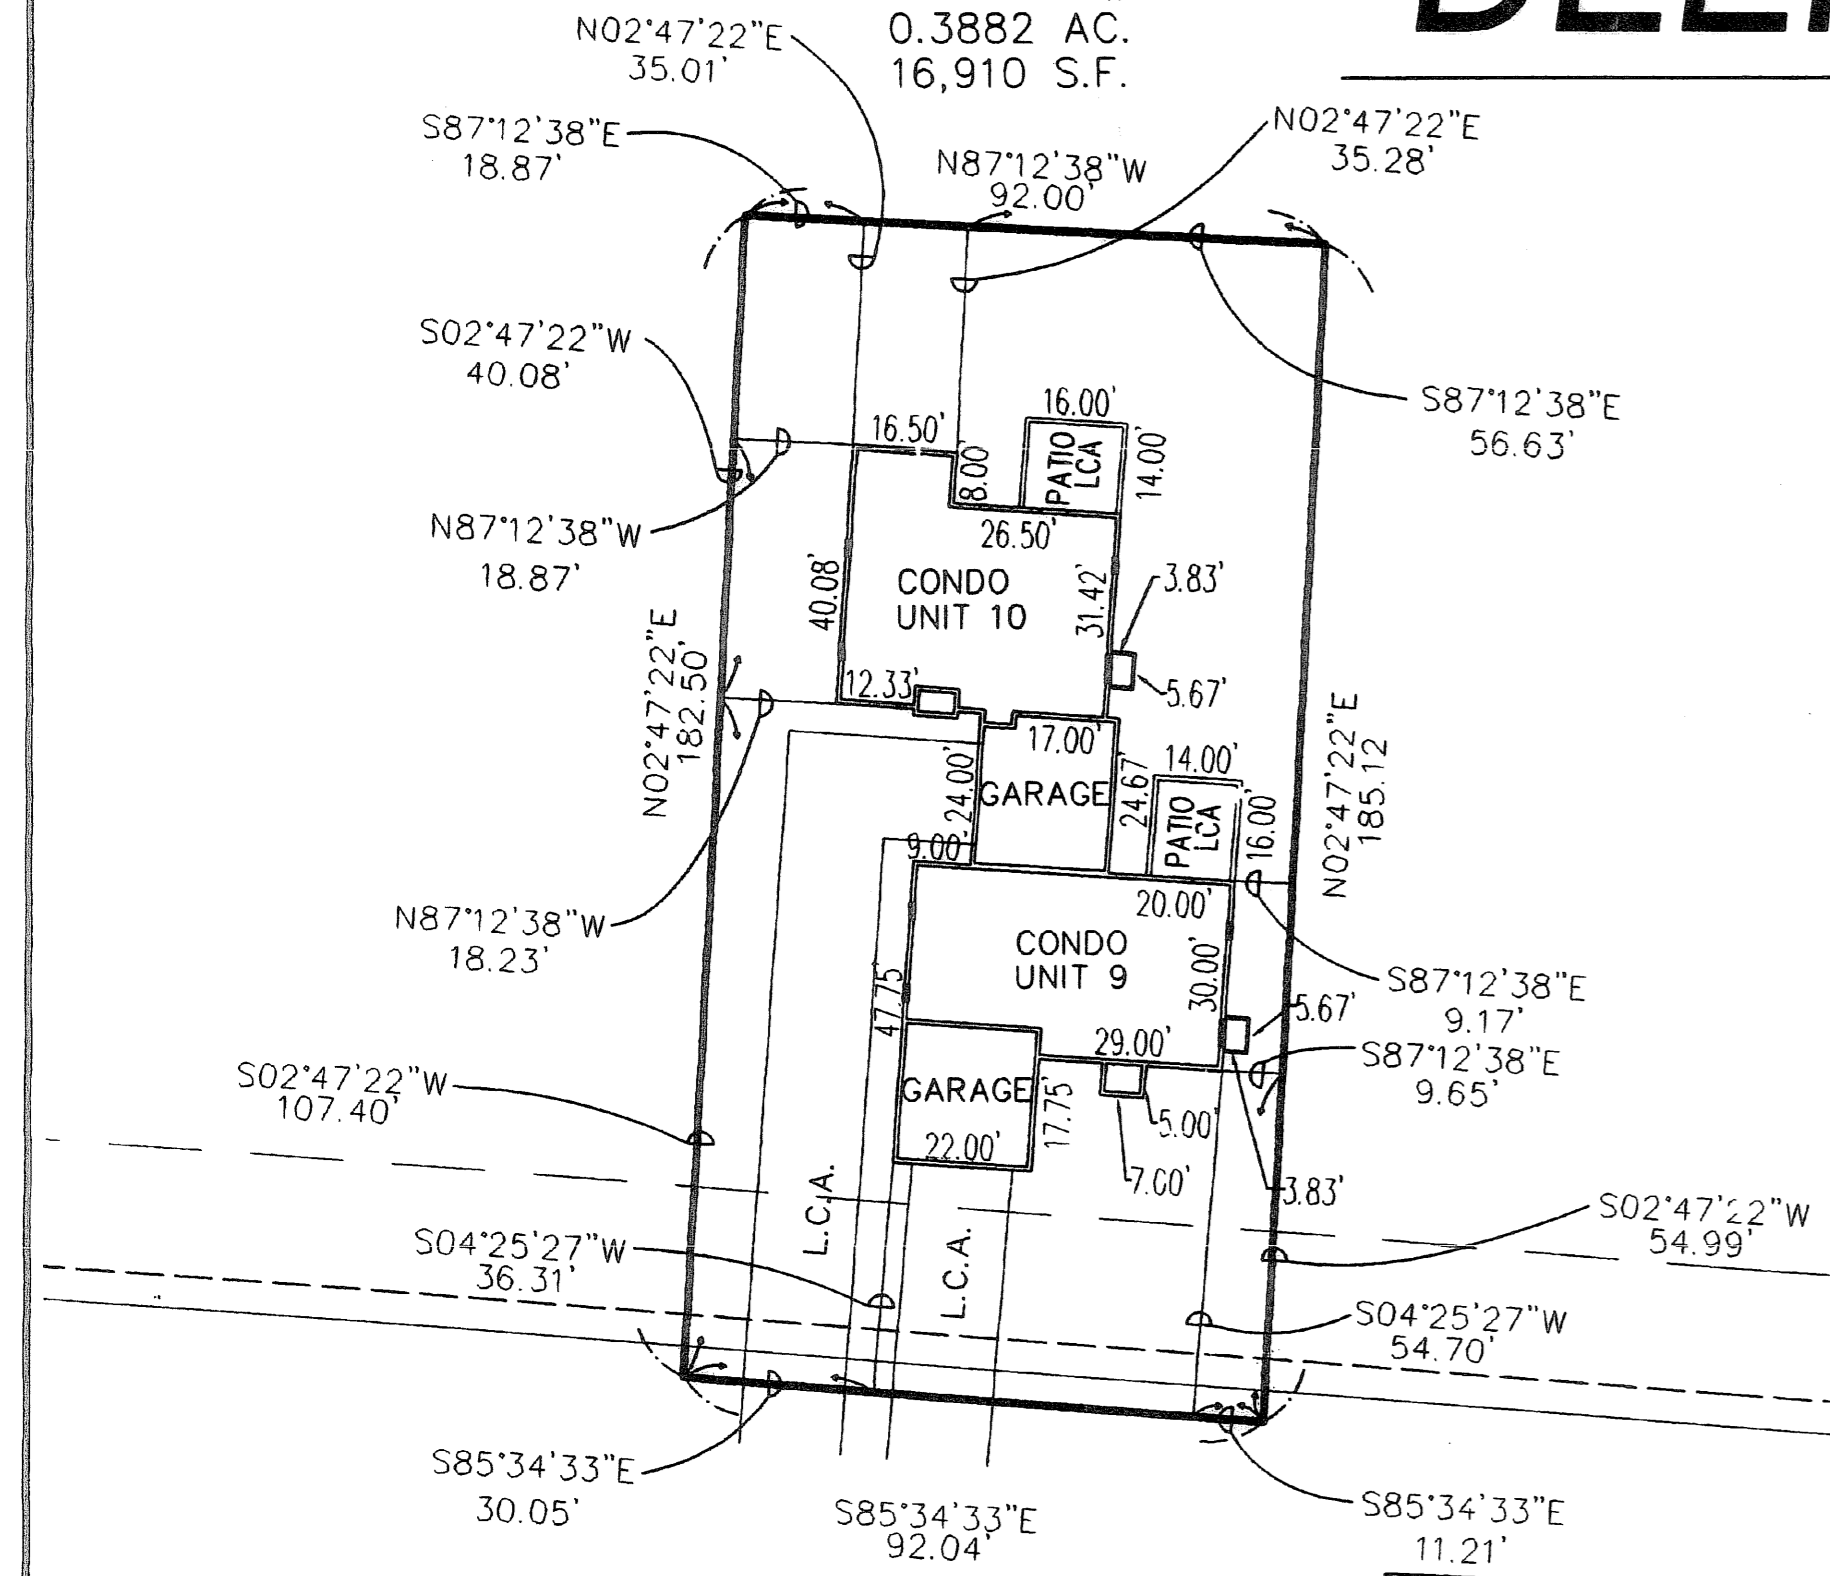 0.3882 AC.
16,910 S.F.
N02°47'22"E
35.01'
S87°12'38"E
18.87'
N87°12'38"W
92.00'
N02°47'22"E
35.28'
S02°47'22"W
40.08'
S87°12'38"E
56.63'
N87°12'38"W
18.87'
16.50'
16.00'
8.00'
PATIO
LCA
14.00'
26.50'
CONDO
UNIT 10
40.08'
31.42'
3.83'
5.67'
12.33'
N02°47'22"E
182.50'
17.00'
24.00'
GARAGE
24.67'
14.00'
PATIO
LCA
16.00'
N02°47'22"E
185.12
9.00'
20.00'
N87°12'38"W
18.23'
CONDO
UNIT 9
47.75'
30.00'
S87°12'38"E
9.17'
5.67'
29.00'
S87°12'38"E
9.65'
S02°47'22"W
107.40'
GARAGE
22.00'
17.75'
5.00'
7.00'
3.83'
L.C.A.
L.C.A.
S02°47'22"W
54.99'
S04°25'27"W
36.31'
S04°25'27"W
54.70'
S85°34'33"E
30.05'
S85°34'33"E
92.04'
S85°34'33"E
11.21'